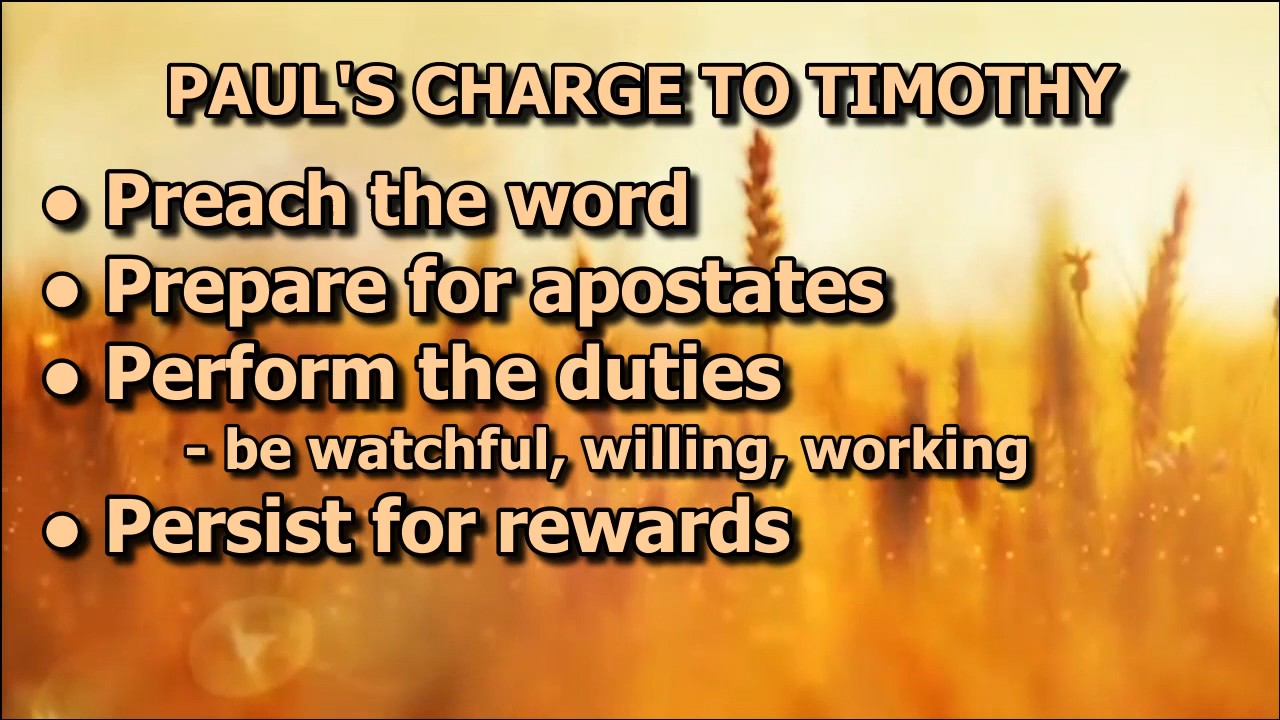 PAUL'S CHARGE TO TIMOTHY
● Preach the word
● Prepare for apostates
● Perform the duties
- be watchful, willing, working
● Persist for rewards